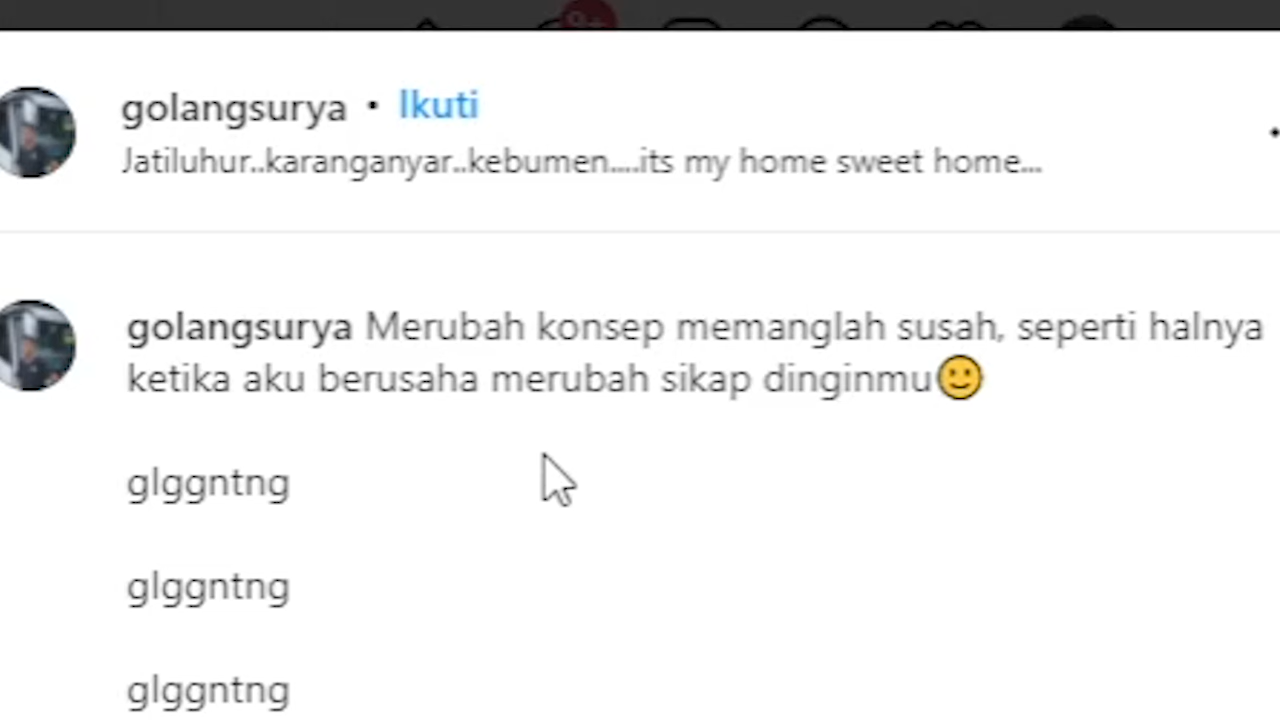 9+
golangsurya • Ikuti
Jatiluhur..karanganyar..kebumen....its my home sweet home...
golangsurya Merubah konsep memanglah susah, seperti halnya
ketika aku berusaha merubah sikap dinginmu🙂
glggntng
glggntng
glggntng